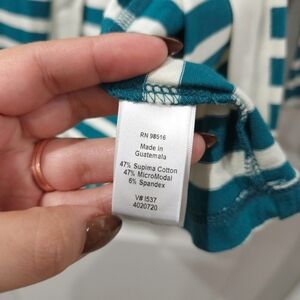 RN 98516
Made in
Guatemala
47% Supima Cotton
47% MicroModal
6% Spandex
V# I537
4020720